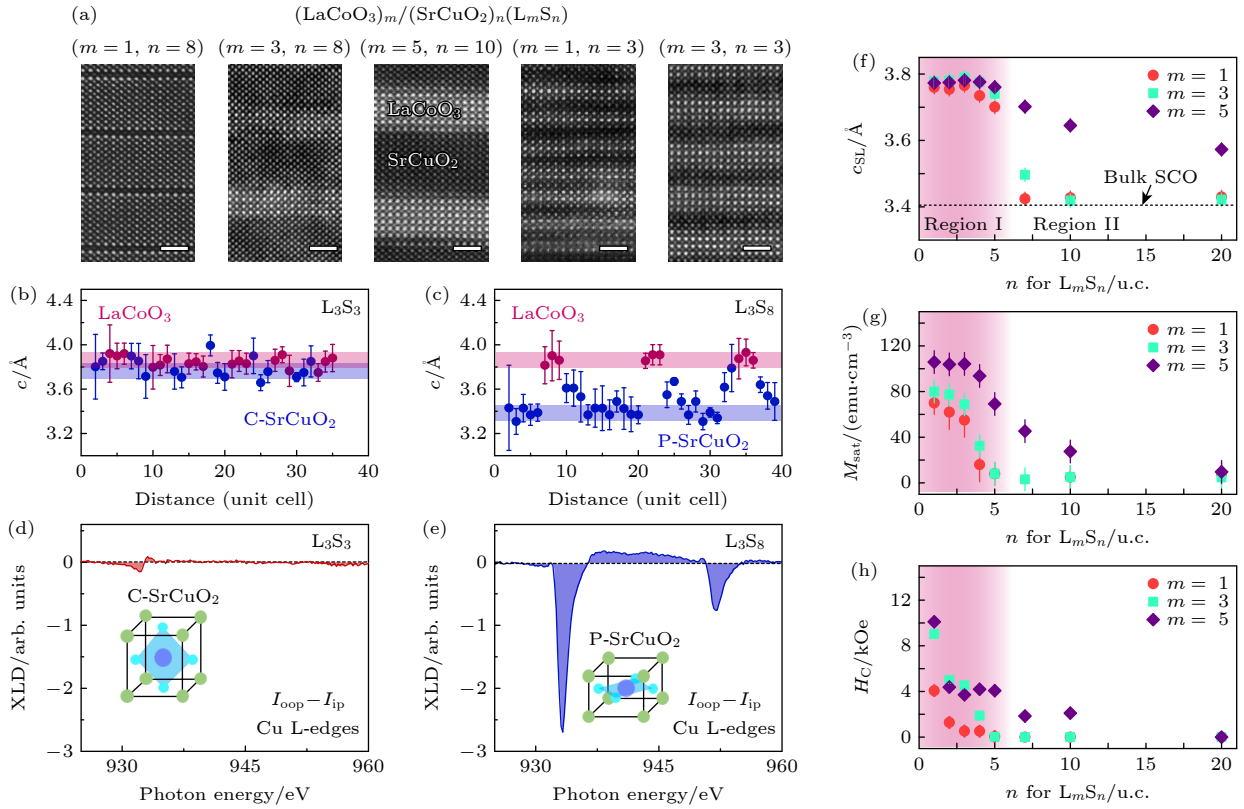 (a)
(LaCoO₃)ₘ/(SrCuO₂)ₙ(LₘSₙ)
(m = 1, n = 8)
(m = 3, n = 8)
(m = 5, n = 10)
(m = 1, n = 3)
(m = 3, n = 3)
LaCoO₃
SrCuO₂
(b)
4.4
4.0
3.6
3.2
c/Å
LaCoO₃
L₃S₃
C-SrCuO₂
0
10
20
30
40
Distance (unit cell)
(c)
4.4
4.0
3.6
3.2
c/Å
LaCoO₃
L₃S₈
P-SrCuO₂
0
10
20
30
40
Distance (unit cell)
(d)
0
−1
−2
−3
XLD/arb. units
L₃S₃
C-SrCuO₂
Iₒₒₚ−Iᵢₚ
Cu L-edges
930
945
960
Photon energy/eV
(e)
0
−1
−2
−3
XLD/arb. units
L₃S₈
P-SrCuO₂
Iₒₒₚ−Iᵢₚ
Cu L-edges
930
945
960
Photon energy/eV
(f)
3.8
3.6
3.4
c_SL/Å
m = 1
m = 3
m = 5
Bulk SCO
Region I
Region II
0
5
10
15
20
n for LₘSₙ/u.c.
(g)
120
80
40
0
M_sat/(emu·cm⁻³)
m = 1
m = 3
m = 5
0
5
10
15
20
n for LₘSₙ/u.c.
(h)
12
8
4
0
H_C/kOe
m = 1
m = 3
m = 5
0
5
10
15
20
n for LₘSₙ/u.c.